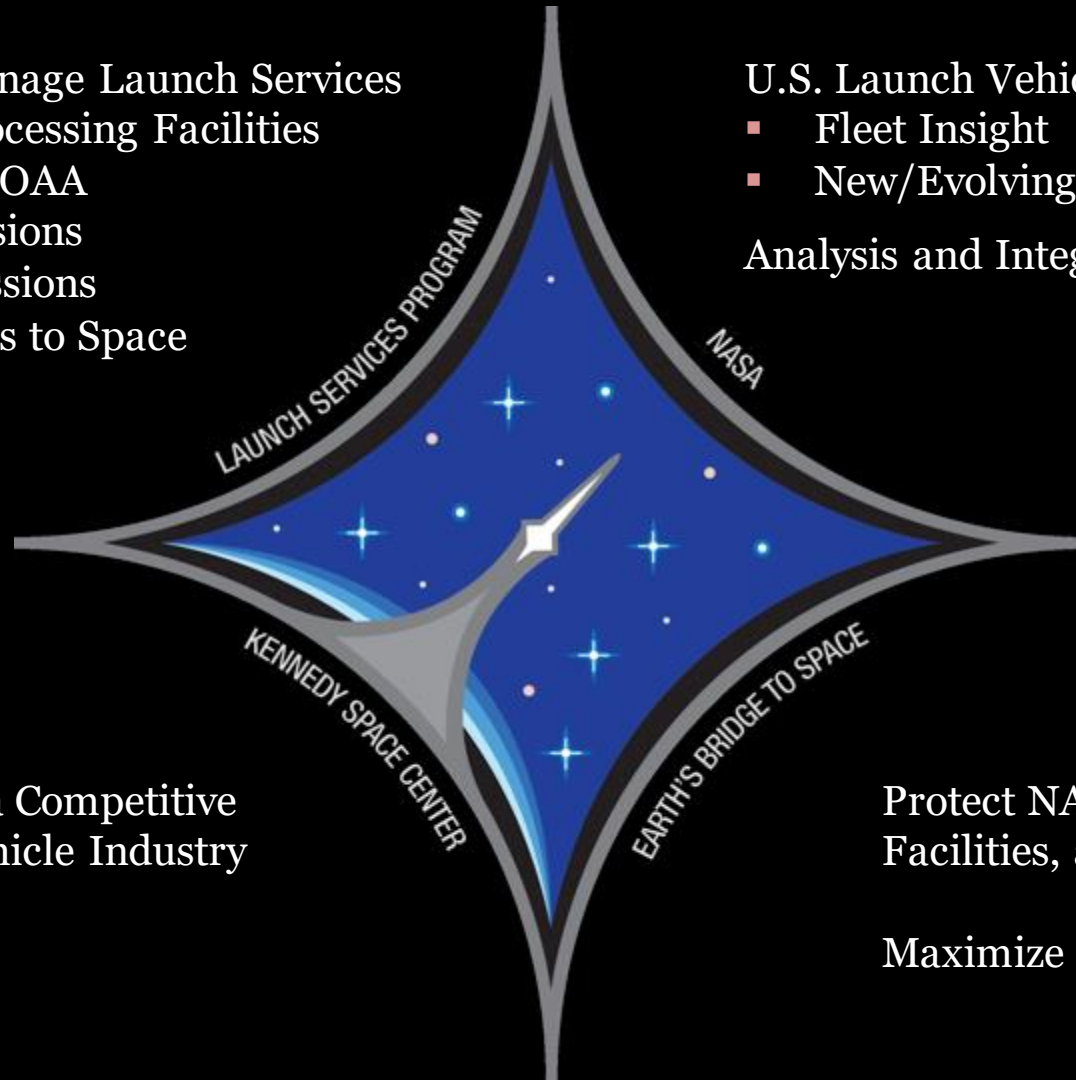 nage Launch Services
ocessing Facilities
OAA
sions
ssions
s to Space
U.S. Launch Vehic
Fleet Insight
New/Evolving
Analysis and Integ
LAUNCH SERVICES PROGRAM
NASA
KENNEDY SPACE CENTER
EARTH'S BRIDGE TO SPACE
Competitive
hicle Industry
Protect NA
Facilities,
Maximize